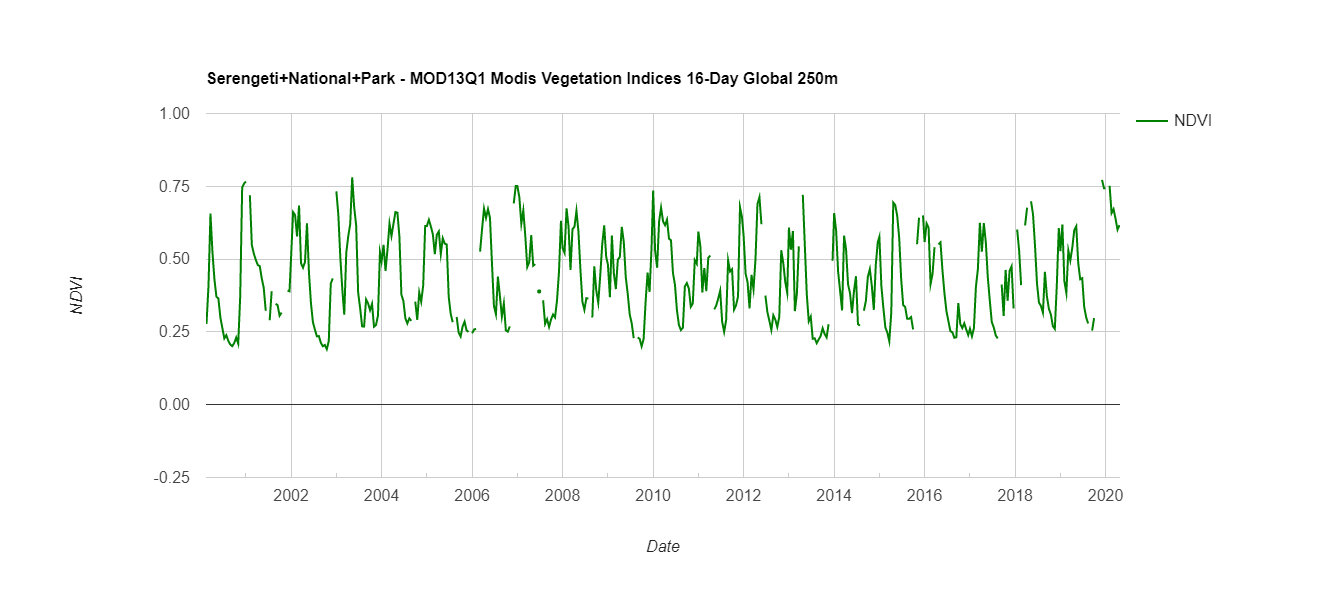 Serengeti+National+Park - MOD13Q1 Modis Vegetation Indices 16-Day Global 250m
1.00
NDVI
0.75
0.50
NDVI
0.25
0.00
-0.25
2002 2004 2006 2008 2010 2012 2014 2016 2018 2020
Date